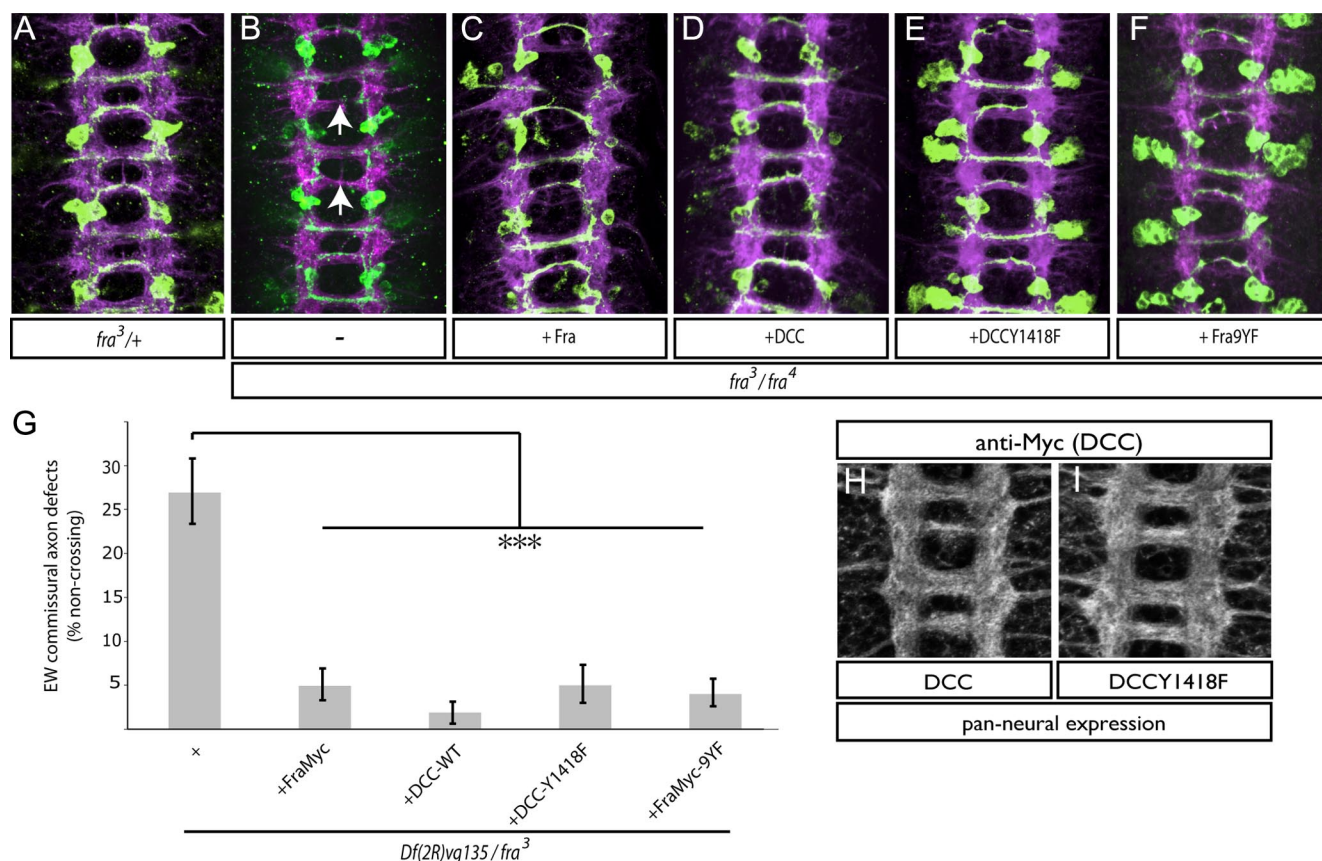 A B C D E F
fra3/+ - + Fra +DCC +DCCY1418F + Fra9YF
fra3/fra4
G
EW commissural axon defects
(% non-crossing)
30
25
20
15
10
5
***
+ +FraMyc +DCC-WT +DCC-Y1418F +FraMyc-9YF
Df(2R)vg135/fra3
anti-Myc (DCC)
H I
DCC DCCY1418F
pan-neural expression